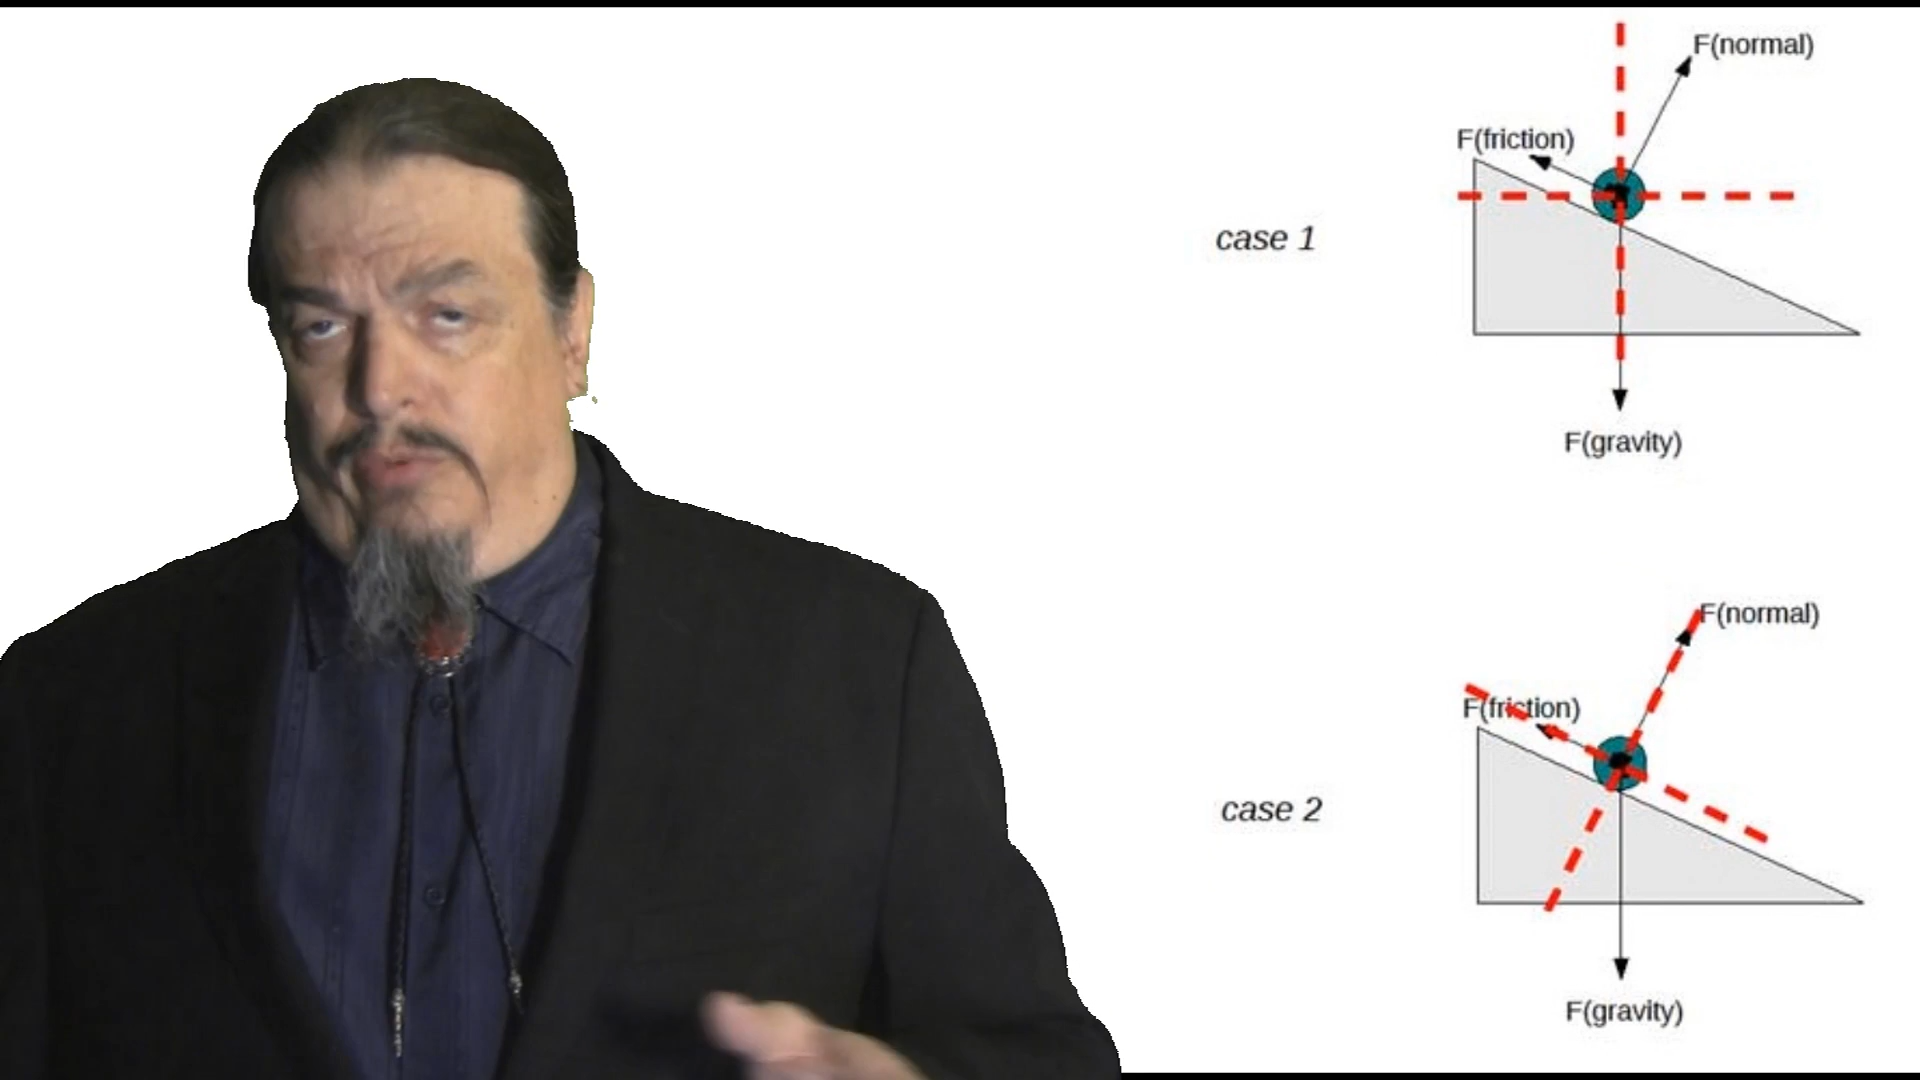 F(normal)
F(friction)
case 1
F(gravity)
F(normal)
F(friction)
case 2
F(gravity)